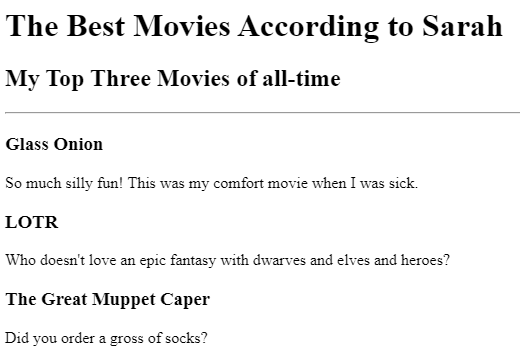 The Best Movies According to Sarah
My Top Three Movies of all-time
Glass Onion
So much silly fun! This was my comfort movie when I was sick.
LOTR
Who doesn't love an epic fantasy with dwarves and elves and heroes?
The Great Muppet Caper
Did you order a gross of socks?